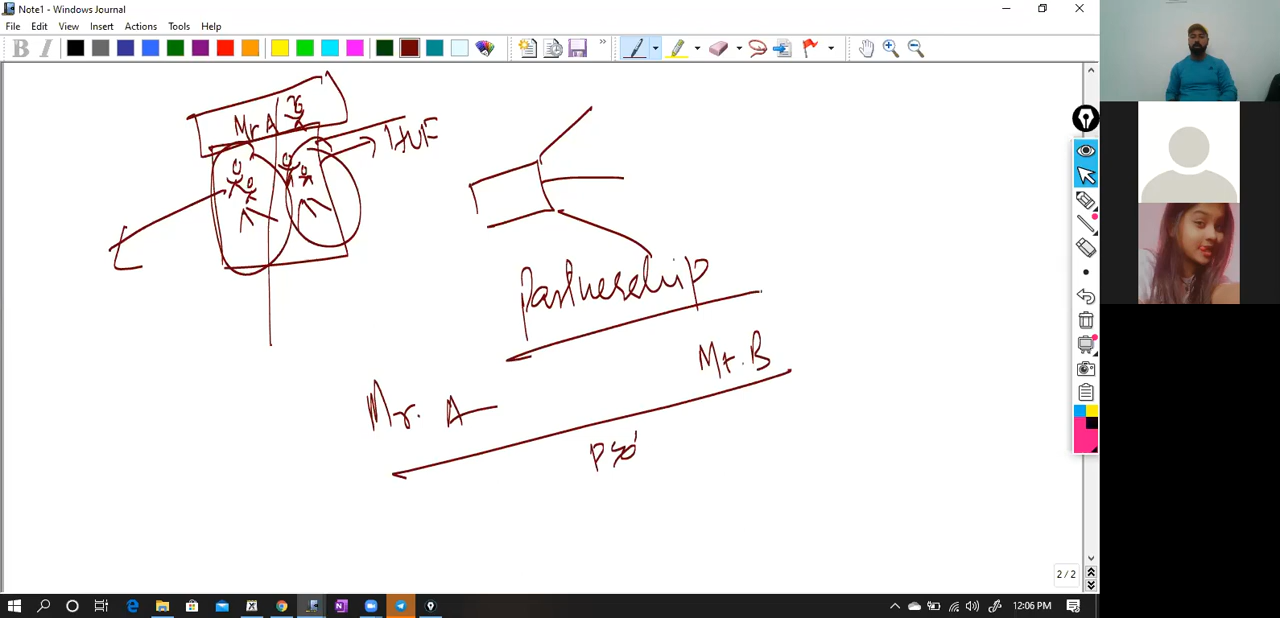 Note1 - Windows Journal
File Edit View Insert Actions Tools Help
B I
Mr A
HUF
Partnership
Mr. B
Mr. A
2 / 2
12:06 PM